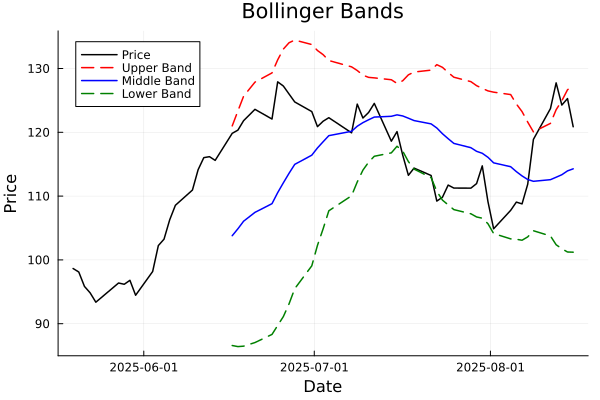 Bollinger Bands
Price
Upper Band
Middle Band
Lower Band
130
120
110
100
90
Price
2025-06-01
2025-07-01
2025-08-01
Date